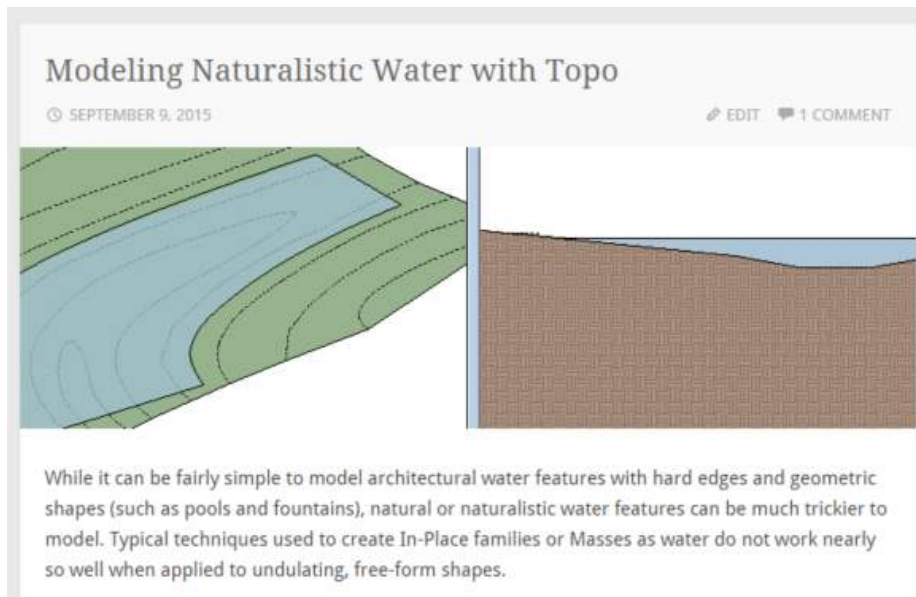 Modeling Naturalistic Water with Topo
SEPTEMBER 9, 2015
EDIT
1 COMMENT
While it can be fairly simple to model architectural water features with hard edges and geometric
shapes (such as pools and fountains), natural or naturalistic water features can be much trickier to
model. Typical techniques used to create In-Place families or Masses as water do not work nearly
so well when applied to undulating, free-form shapes.